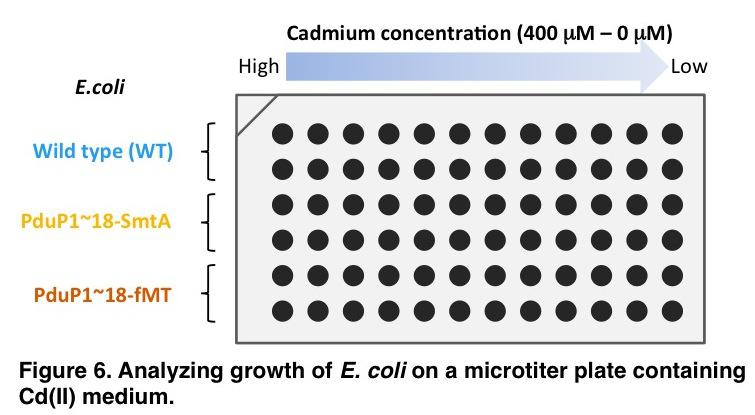 Cadmium concentration (400 µM – 0 µM)
High
Low
E.coli
Wild type (WT)
PduP1~18-SmtA
PduP1~18-fMT
Figure 6. Analyzing growth of E. coli on a microtiter plate containing
Cd(II) medium.